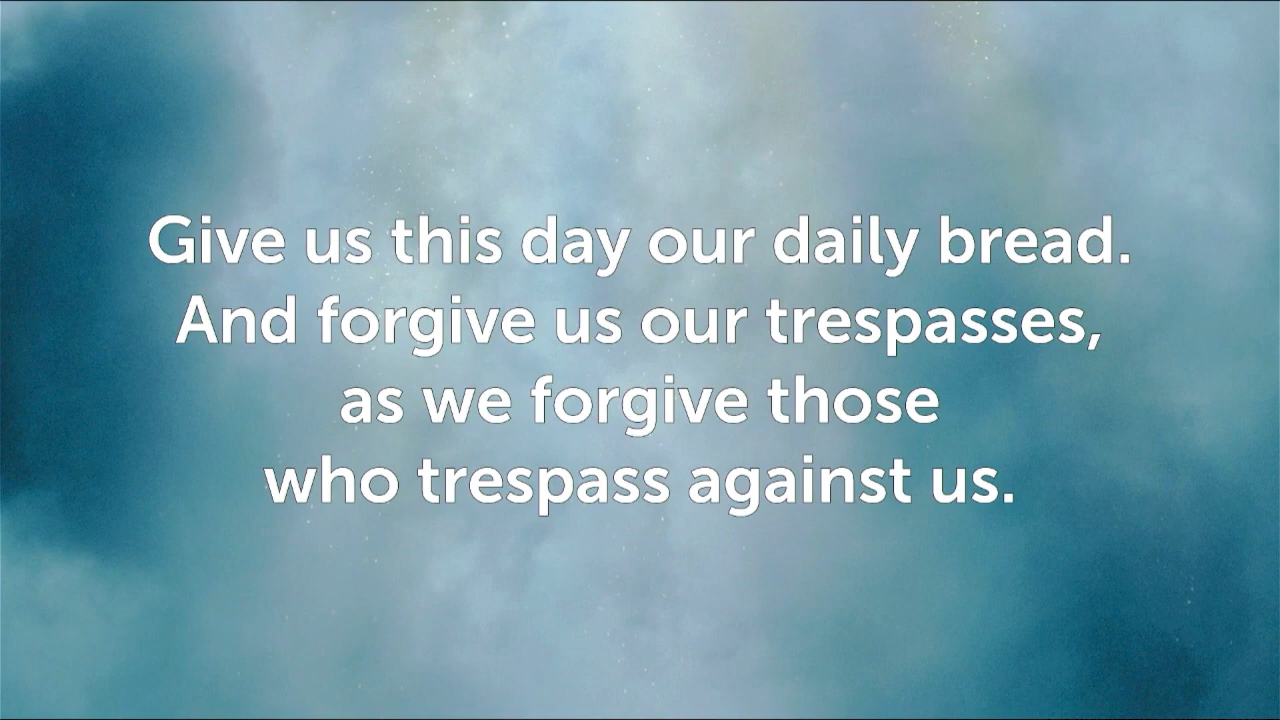 Give us this day our daily bread.
And forgive us our trespasses,
as we forgive those
who trespass against us.